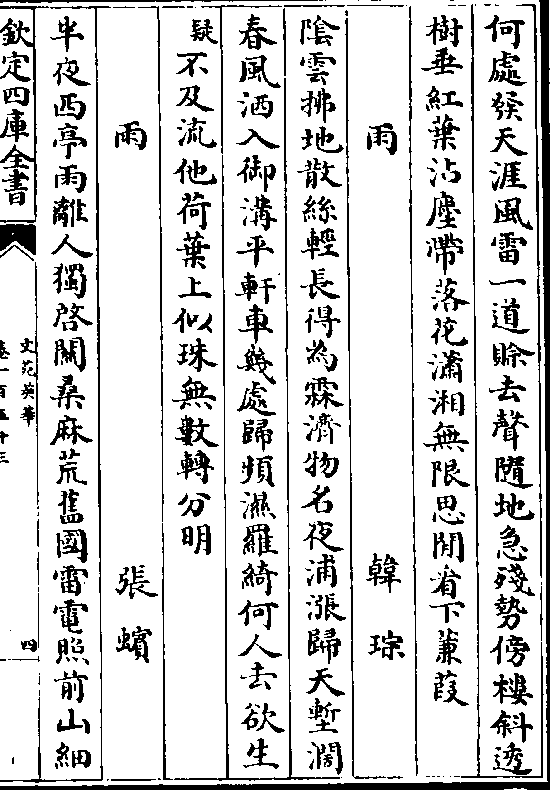 何處發天涯風雷一道賒去聲隨地急殘勢傍樓斜透
樹垂紅葉沾塵帶落花瀟湘無限思閒看下蒹葭
雨　韓琮
陰雲拂地散絲輕長得為霖濟物名夜浦漲歸天塹濶
春風洒入御溝平軒車幾處歸頻濕羅綺何人去欲生
疑不及流他荷葉上似珠無數轉分明
雨　張蠙
半夜西亭雨離人獨啓關桑麻荒舊國雷電照前山細
欽定四庫全書
文苑英華
卷一百五十三
四